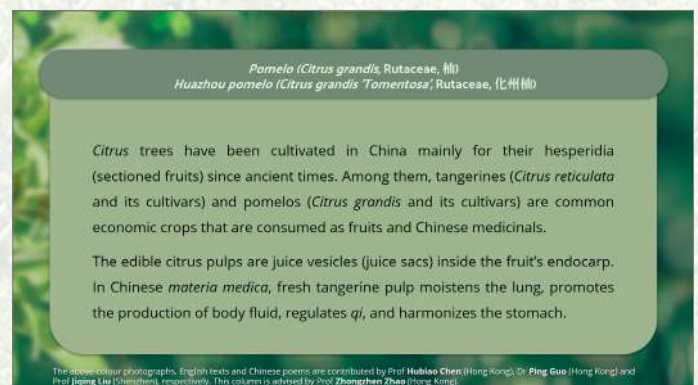 Pomelo (Citrus grandis, Rutaceae, 柚)
Huazhou pomelo (Citrus grandis 'Tomentosa', Rutaceae, 化州柚)
Citrus trees have been cultivated in China mainly for their hesperidia
(sectioned fruits) since ancient times. Among them, tangerines (Citrus reticulata
and its cultivars) and pomelos (Citrus grandis and its cultivars) are common
economic crops that are consumed as fruits and Chinese medicinals.
The edible citrus pulps are juice vesicles (juice sacs) inside the fruit's endocarp.
In Chinese materia medica, fresh tangerine pulp moistens the lung, promotes
the production of body fluid, regulates qi, and harmonizes the stomach.
The above colour photographs, English texts and Chinese poems are contributed by Prof Hubiao Chen (Hong Kong), Dr Ping Guo (Hong Kong) and
Prof Jiqing Liu (Shenzhen), respectively. This column is advised by Prof Zhongzhen Zhao (Hong Kong).